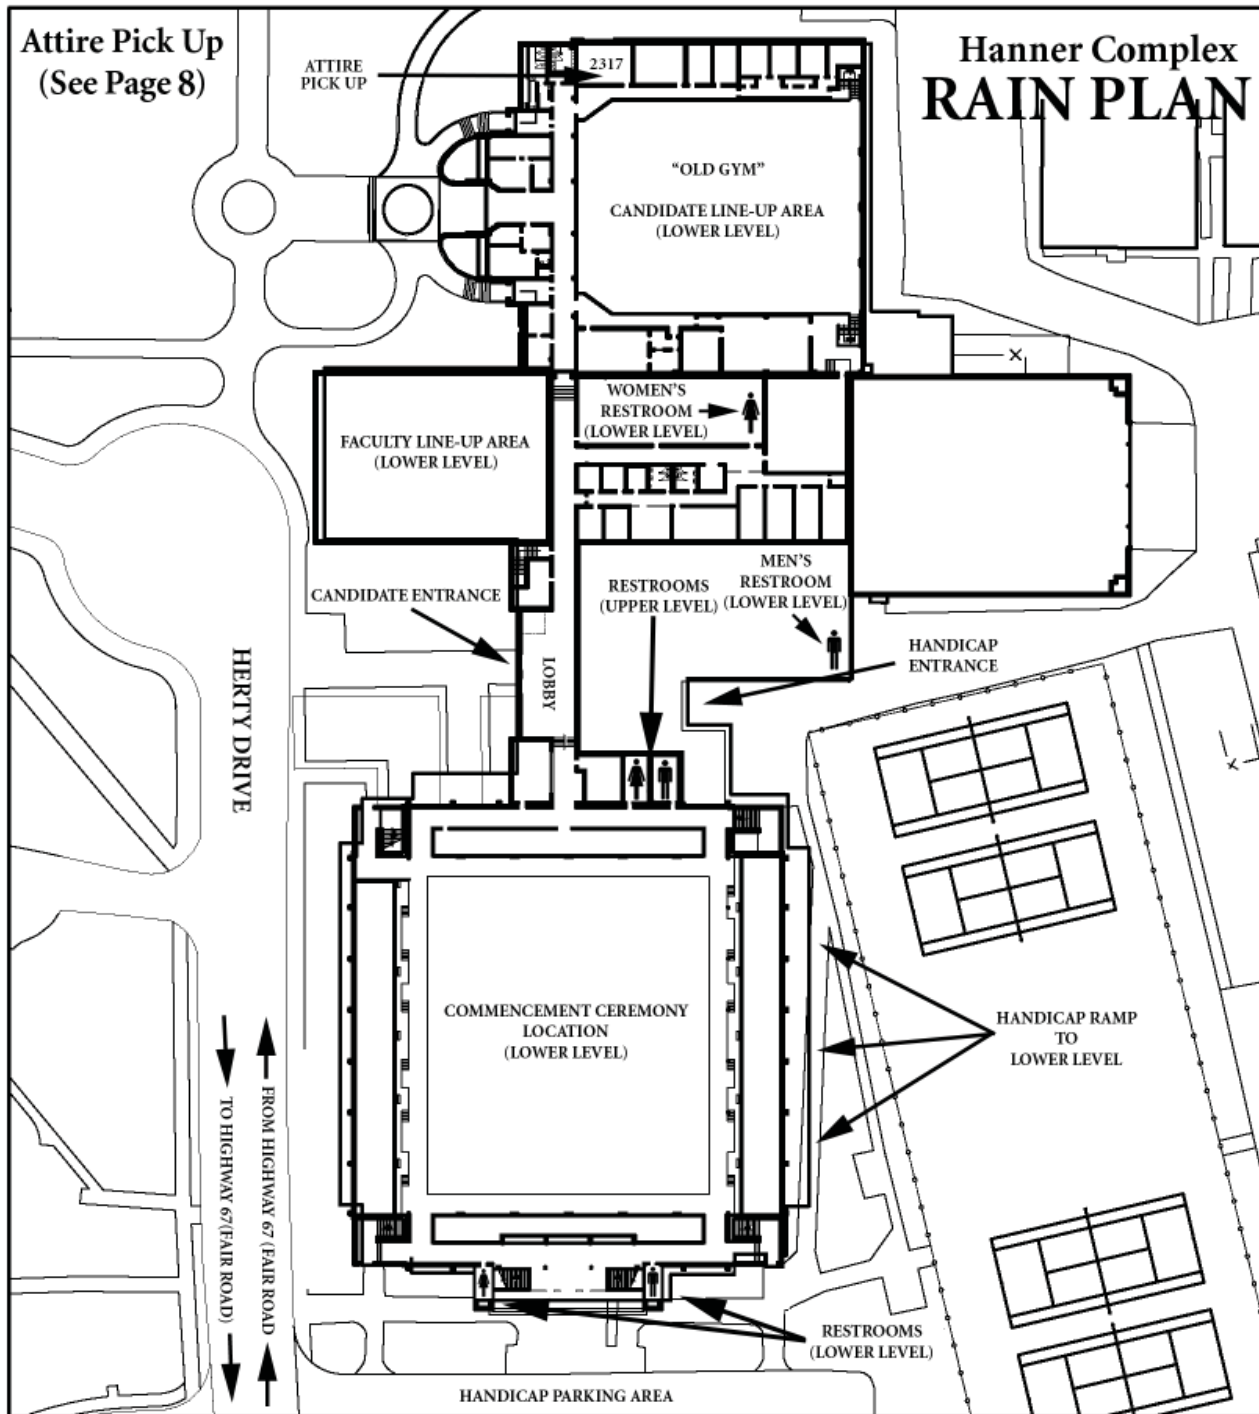 Attire Pick Up
(See Page 8)
Hanner Complex
RAIN PLAN
ATTIRE
PICK UP
2317
"OLD GYM"
CANDIDATE LINE-UP AREA
(LOWER LEVEL)
WOMEN'S
RESTROOM
(LOWER LEVEL)
FACULTY LINE-UP AREA
(LOWER LEVEL)
MEN'S
RESTROOM
(LOWER LEVEL)
RESTROOMS
(UPPER LEVEL)
CANDIDATE ENTRANCE
LOBBY
HANDICAP
ENTRANCE
HERTY DRIVE
COMMENCEMENT CEREMONY
LOCATION
(LOWER LEVEL)
HANDICAP RAMP
TO
LOWER LEVEL
TO HIGHWAY 67(FAIR ROAD)
FROM HIGHWAY 67 (FAIR ROAD
RESTROOMS
(LOWER LEVEL)
HANDICAP PARKING AREA